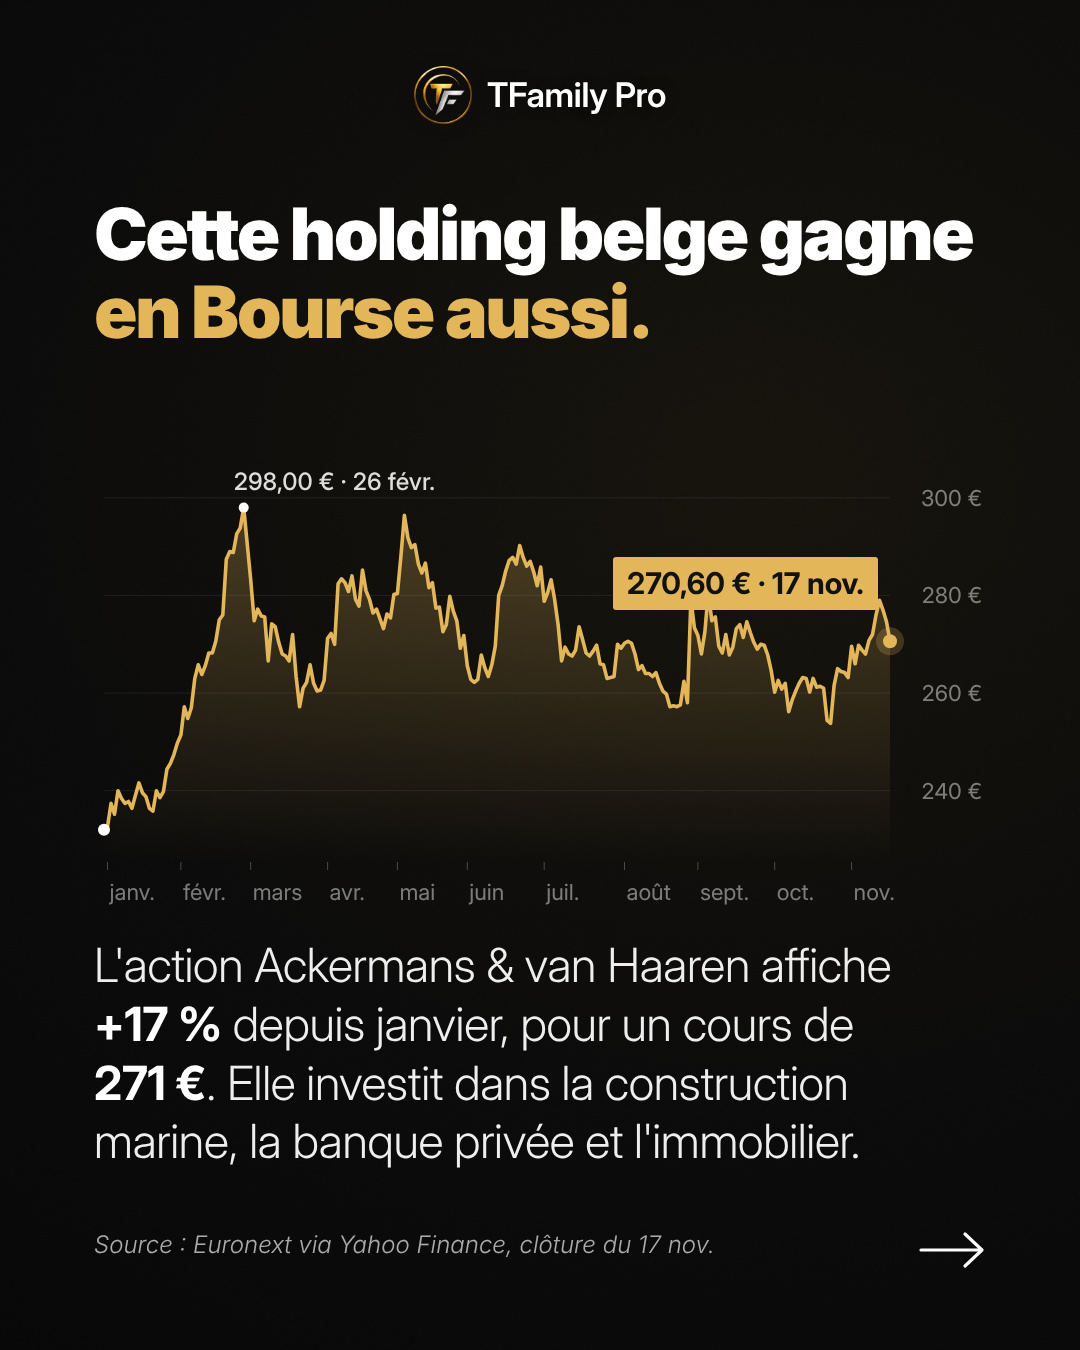 TFamily Pro
Cette holding belge gagne
en Bourse aussi.
298,00 € · 26 févr.
300 €
270,60 € · 17 nov.
280 €
260 €
240 €
janv. févr. mars avr. mai juin juil. août sept. oct. nov.
L'action Ackermans & van Haaren affiche
+17 % depuis janvier, pour un cours de
271 €. Elle investit dans la construction
marine, la banque privée et l'immobilier.
Source : Euronext via Yahoo Finance, clôture du 17 nov.